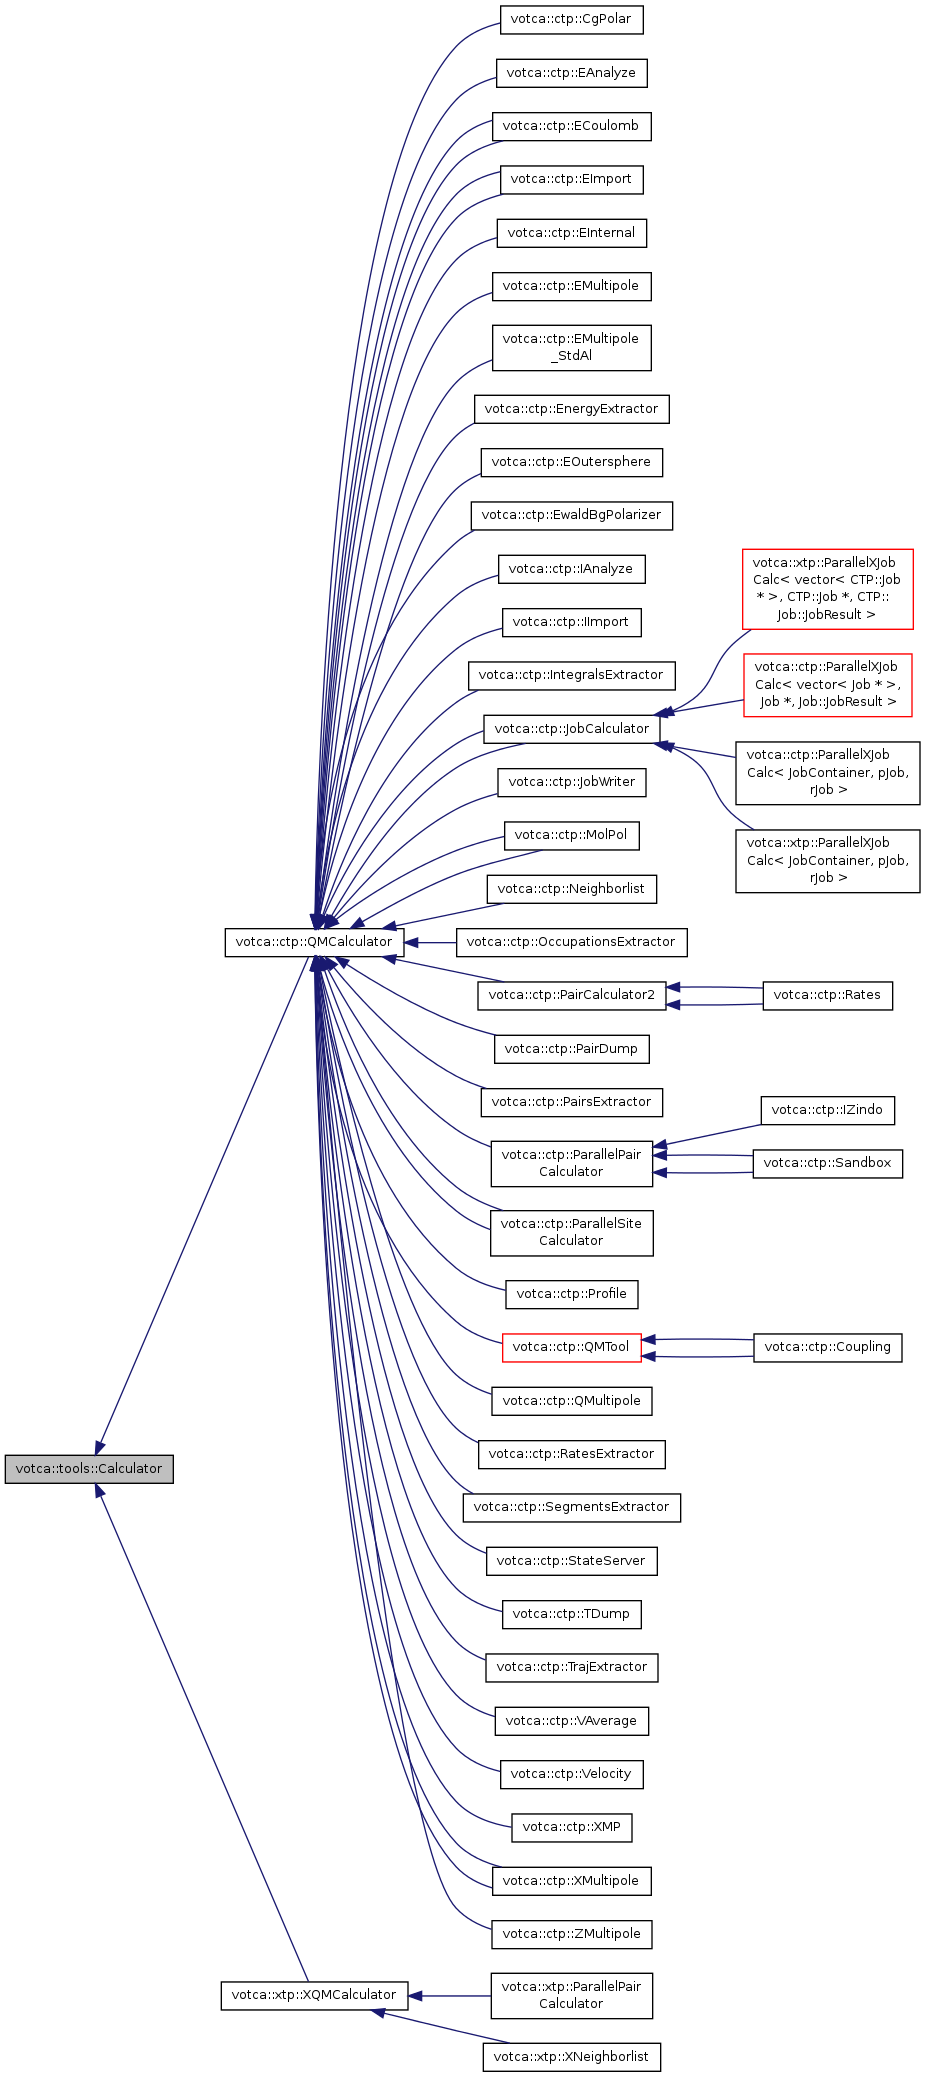 votca::ctp::CgPolar
votca::ctp::EAnalyze
votca::ctp::ECoulomb
votca::ctp::EImport
votca::ctp::EInternal
votca::ctp::EMultipole
votca::ctp::EMultipole
_StdAl
votca::ctp::EnergyExtractor
votca::ctp::EOutersphere
votca::ctp::EwaldBgPolarizer
votca::ctp::IAnalyze
votca::ctp::IImport
votca::ctp::IntegralsExtractor
votca::ctp::JobCalculator
votca::xtp::ParallelXJob
Calc< vector< CTP::Job
* >, CTP::Job *, CTP::
Job::JobResult >
votca::ctp::ParallelXJob
Calc< vector< Job * >,
Job *, Job::JobResult >
votca::ctp::ParallelXJob
Calc< JobContainer, pJob,
rJob >
votca::xtp::ParallelXJob
Calc< JobContainer, pJob,
rJob >
votca::ctp::JobWriter
votca::ctp::MolPol
votca::ctp::Neighborlist
votca::ctp::QMCalculator
votca::ctp::OccupationsExtractor
votca::ctp::PairCalculator2
votca::ctp::Rates
votca::ctp::PairDump
votca::ctp::PairsExtractor
votca::ctp::ParallelPair
Calculator
votca::ctp::IZindo
votca::ctp::Sandbox
votca::ctp::ParallelSite
Calculator
votca::ctp::Profile
votca::ctp::QMTool
votca::ctp::Coupling
votca::ctp::QMultipole
votca::ctp::RatesExtractor
votca::tools::Calculator
votca::ctp::SegmentsExtractor
votca::ctp::StateServer
votca::ctp::TDump
votca::ctp::TrajExtractor
votca::ctp::VAverage
votca::ctp::Velocity
votca::ctp::XMP
votca::ctp::XMultipole
votca::ctp::ZMultipole
votca::xtp::XQMCalculator
votca::xtp::ParallelPair
Calculator
votca::xtp::XNeighborlist